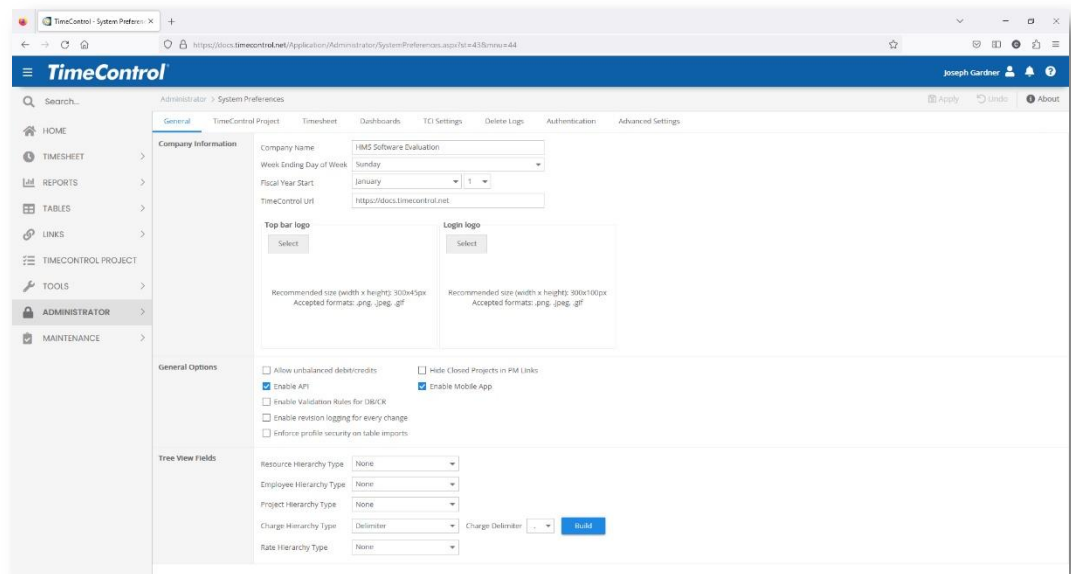 TimeControl - System Preferen
https://docs.timecontrol.net/Application/Administrator/SystemPreferences.aspx?st=43&mnu=44
TimeControl
Joseph Gardner
Search...
Administrator > System Preferences
Apply
Undo
About
General
TimeControl Project
Timesheet
Dashboards
TCI Settings
Delete Logs
Authentication
Advanced Settings
HOME
TIMESHEET
REPORTS
TABLES
LINKS
TIMECONTROL PROJECT
TOOLS
ADMINISTRATOR
MAINTENANCE
Company Information
Company Name HMS Software Evaluation
Week Ending Day of Week Sunday
Fiscal Year Start January 1
TimeControl Url https://docs.timecontrol.net
Top bar logo
Select
Recommended size (width x height): 300x45px
Accepted formats: .png, .jpeg, .gif
Login logo
Select
Recommended size (width x height): 300x100px
Accepted formats: .png, .jpeg, .gif
General Options
Allow unbalanced debit/credits
Hide Closed Projects in PM Links
Enable API
Enable Mobile App
Enable Validation Rules for DB/CR
Enable revision logging for every change
Enforce profile security on table imports
Tree View Fields
Resource Hierarchy Type None
Employee Hierarchy Type None
Project Hierarchy Type None
Charge Hierarchy Type Delimiter Charge Delimiter . Build
Rate Hierarchy Type None